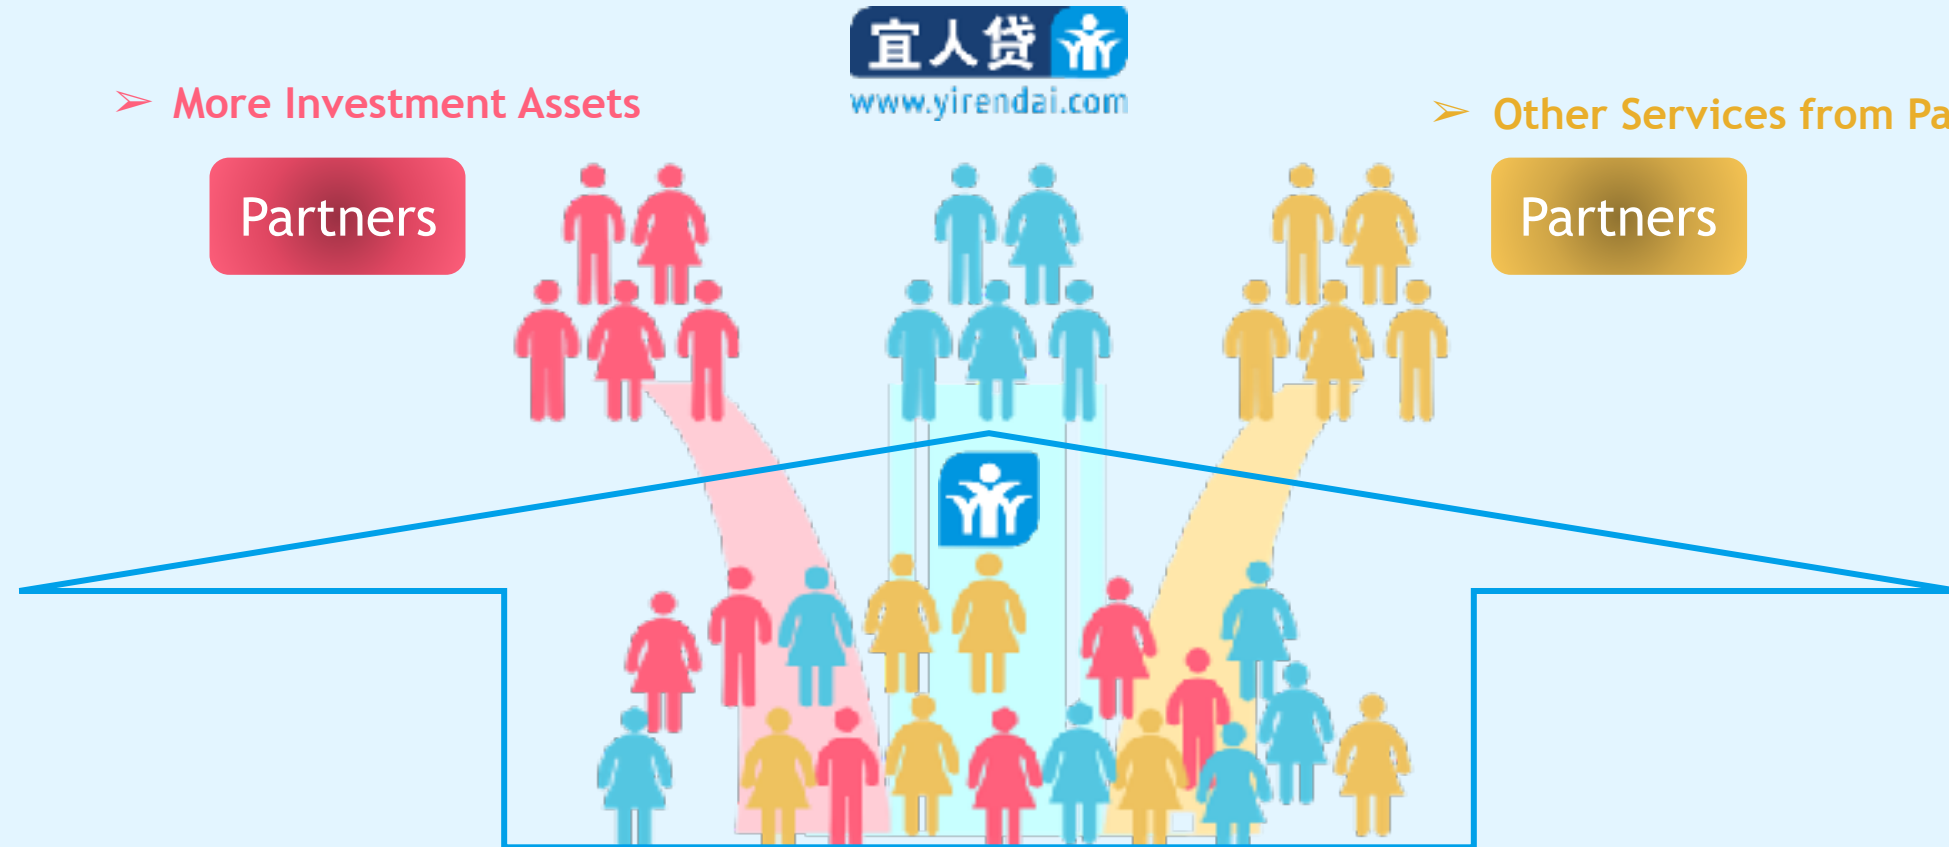 宜人贷
www.yirendai.com
➢ More Investment Assets
➢ Other Services from Pa
Partners
Partners